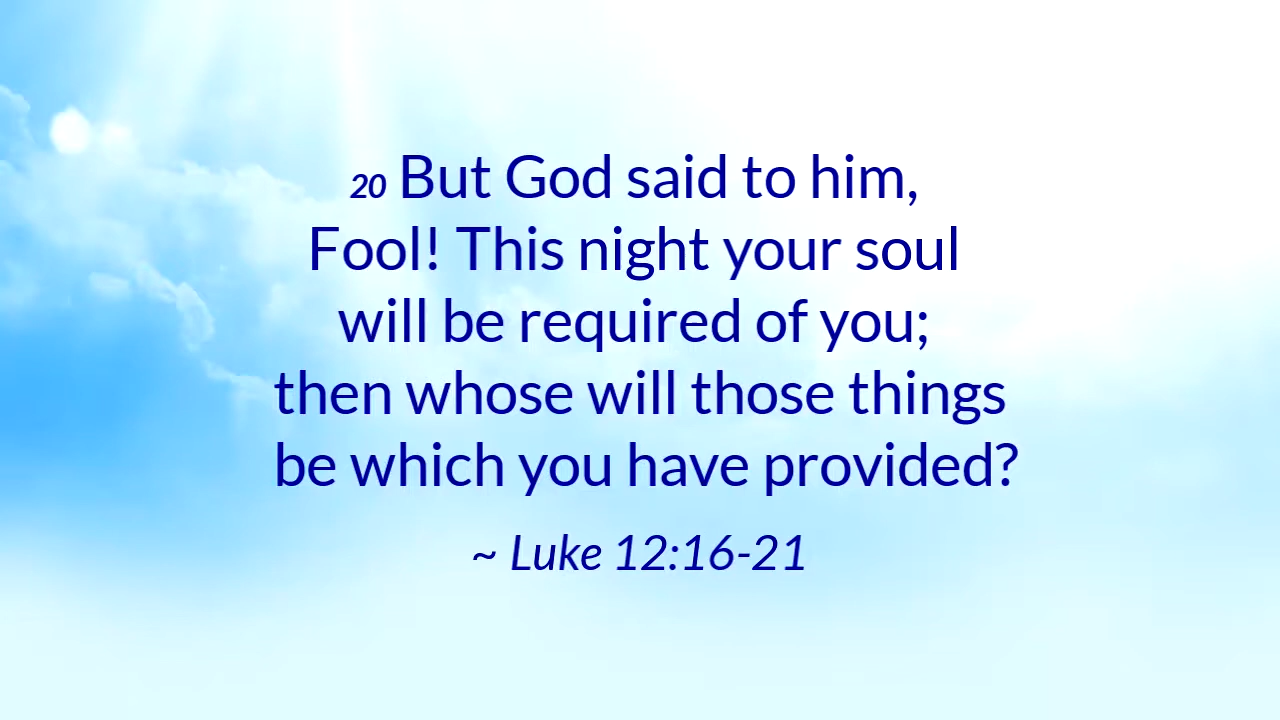 20 But God said to him,
Fool! This night your soul
will be required of you;
then whose will those things
be which you have provided?
~ Luke 12:16-21